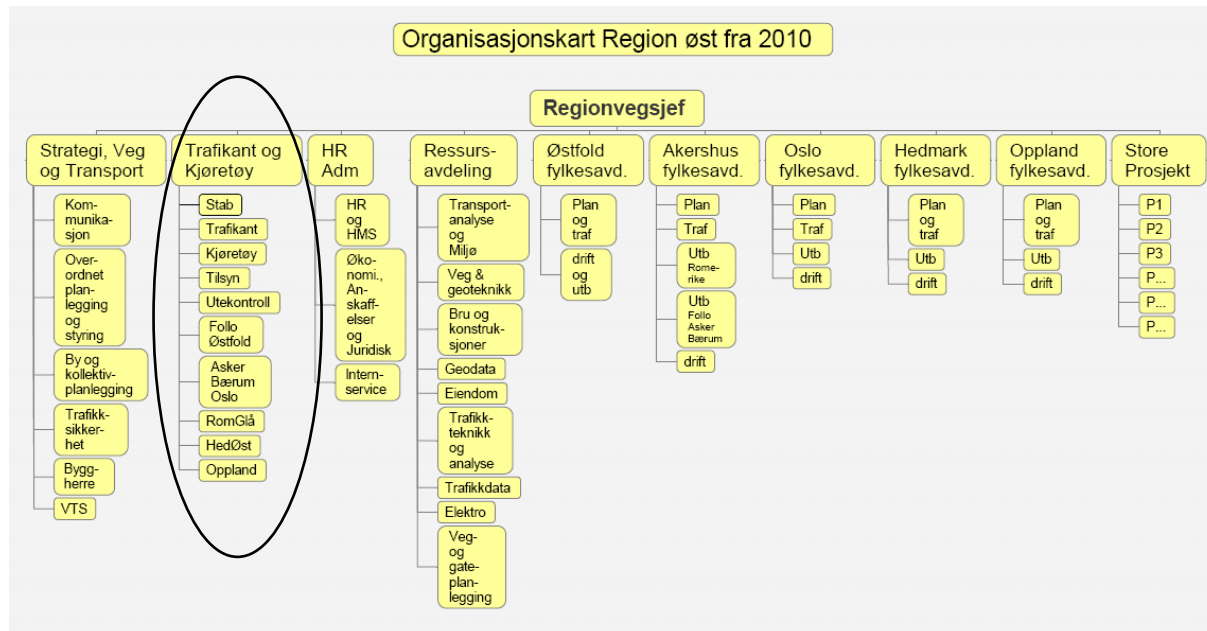 Organisasjonskart Region øst fra 2010
Regionvegsjef
Strategi, Veg
og Transport
Kom-
munika-
sjon
Over-
ordnet
plan-
legging
og
styring
By og
kollektiv-
planlegging
Trafikk-
sikker-
het
Bygg-
herre
VTS
Trafikant og
Kjøretøy
Stab
Trafikant
Kjøretøy
Tilsyn
Utekontroll
Follo
Østfold
Asker
Bærum
Oslo
RomGlå
HedØst
Oppland
HR
Adm
HR
og
HMS
Øko-
nomi.,
An-
skaff-
elser
og
Juridisk
Intern-
service
Ressurs-
avdeling
Transport-
analyse
og
Miljø
Veg &
geoteknikk
Bru og
konstruk-
sjoner
Geodata
Eiendom
Trafikk-
teknikk
og
analyse
Trafikkdata
Elektro
Veg-
og
gate-
plan-
legging
Østfold
fylkesavd.
Plan
og
traf
drift
og
utb
Akershus
fylkesavd.
Plan
Traf
Utb
Rome-
rike
Utb
Follo
Asker
Bærum
drift
Oslo
fylkesavd.
Plan
Traf
Utb
drift
Hedmark
fylkesavd.
Plan
og
traf
Utb
drift
Oppland
fylkesavd.
Plan
og
traf
Utb
drift
Store
Prosjekt
P1
P2
P3
P...
P...
P...